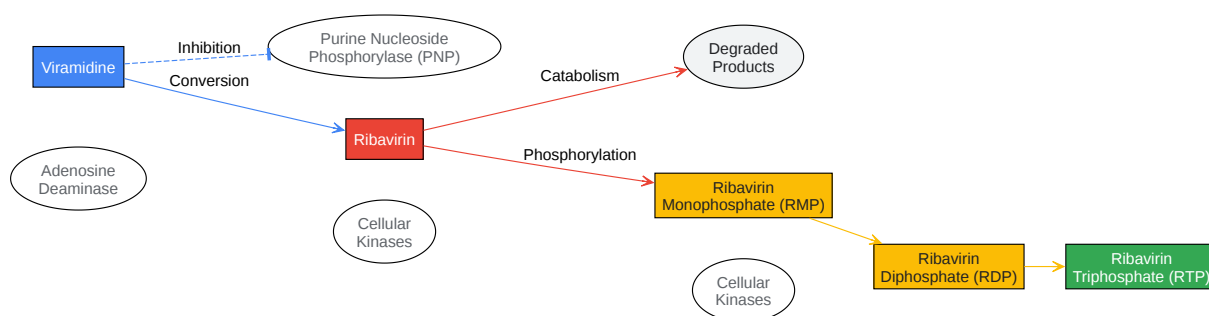 Viramidine
Inhibition
Conversion
Purine Nucleoside
Phosphorylase (PNP)
Degraded
Products
Catabolism
Ribavirin
Phosphorylation
Adenosine
Deaminase
Cellular
Kinases
Ribavirin
Monophosphate (RMP)
Cellular
Kinases
Ribavirin
Diphosphate (RDP)
Ribavirin
Triphosphate (RTP)